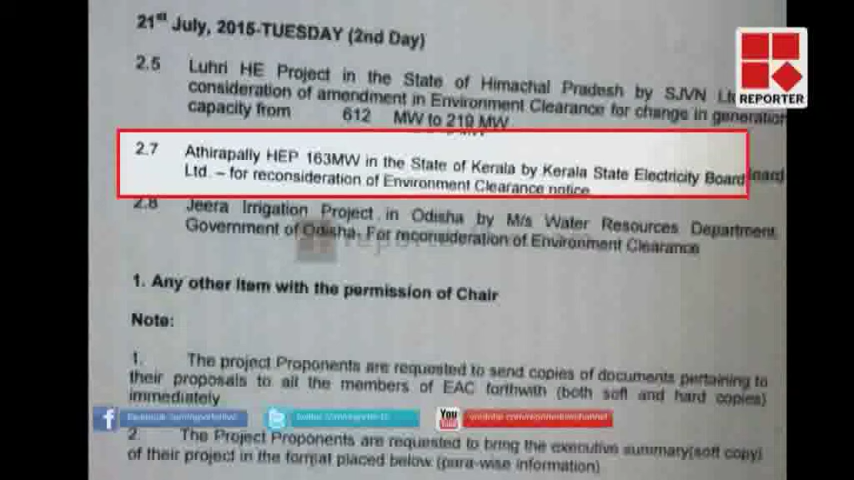 21st July, 2015-TUESDAY (2nd Day)
2.5 Luhri HE Project in the State of Himachal Pradesh by SJVN Ltd
consideration of amendment in Environment Clearance for change in generation
capacity from 612 MW to 219 MW
REPORTER
2.7 Athirapally HEP 163MW in the State of Kerala by Kerala State Electricity Board
Ltd. – for reconsideration of Environment Clearance notice
2.8 Jeera Irrigation Project in Odisha by M/s Water Resources Department
Government of Odisha- For reconsideration of Environment Clearance
1. Any other Item with the permission of Chair
Note:
1. The project Proponents are requested to send copies of documents pertaining to
their proposals to all the members of EAC forthwith (both soft and hard copies)
immediately
You
2. The Project Proponents are requested to bring the executive summary(soft copy)
of their project in the format placed below (para-wise information)